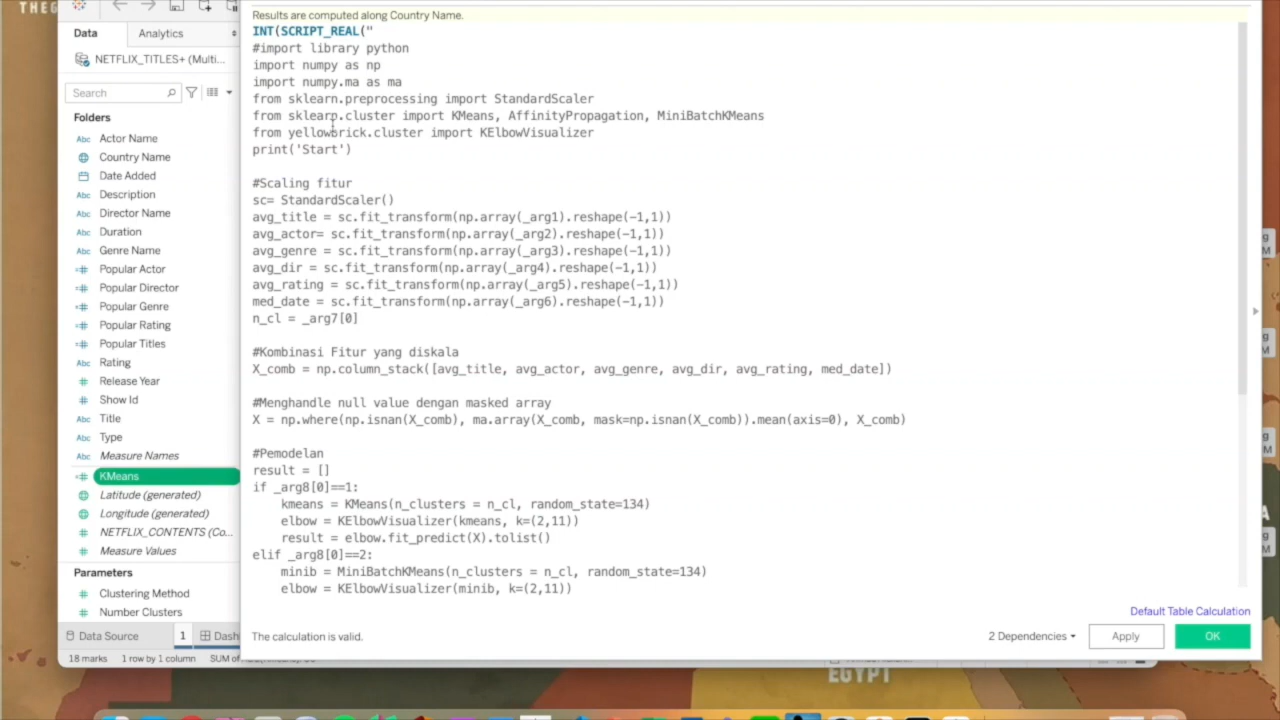 THEG
Results are computed along Country Name.
Data
Analytics
NETFLIX_TITLES+ (Multi...
Search
Folders
Actor Name
Country Name
Date Added
Description
Director Name
Duration
Genre Name
Popular Actor
Popular Director
Popular Genre
Popular Rating
Popular Titles
Rating
Release Year
Show Id
Title
Type
Measure Names
KMeans
Latitude (generated)
Longitude (generated)
NETFLIX_CONTENTS (Co...
Measure Values
Parameters
Clustering Method
Number Clusters
Data Source
1
Dash
18 marks 1 row by 1 column
INT(SCRIPT_REAL("
#import library python
import numpy as np
import numpy.ma as ma
from sklearn.preprocessing import StandardScaler
from sklearn.cluster import KMeans, AffinityPropagation, MiniBatchKMeans
from yellowbrick.cluster import KElbowVisualizer
print('Start')
#Scaling fitur
sc= StandardScaler()
avg_title = sc.fit_transform(np.array(_arg1).reshape(-1,1))
avg_actor= sc.fit_transform(np.array(_arg2).reshape(-1,1))
avg_genre = sc.fit_transform(np.array(_arg3).reshape(-1,1))
avg_dir = sc.fit_transform(np.array(_arg4).reshape(-1,1))
avg_rating = sc.fit_transform(np.array(_arg5).reshape(-1,1))
med_date = sc.fit_transform(np.array(_arg6).reshape(-1,1))
n_cl = _arg7[0]
#Kombinasi Fitur yang diskala
X_comb = np.column_stack([avg_title, avg_actor, avg_genre, avg_dir, avg_rating, med_date])
#Menghandle null value dengan masked array
X = np.where(np.isnan(X_comb), ma.array(X_comb, mask=np.isnan(X_comb)).mean(axis=0), X_comb)
#Pemodelan
result = []
if _arg8[0]==1:
    kmeans = KMeans(n_clusters = n_cl, random_state=134)
    elbow = KElbowVisualizer(kmeans, k=(2,11))
    result = elbow.fit_predict(X).tolist()
elif _arg8[0]==2:
    minib = MiniBatchKMeans(n_clusters = n_cl, random_state=134)
    elbow = KElbowVisualizer(minib, k=(2,11))
Default Table Calculation
The calculation is valid.
2 Dependencies
Apply
OK
EGYPT